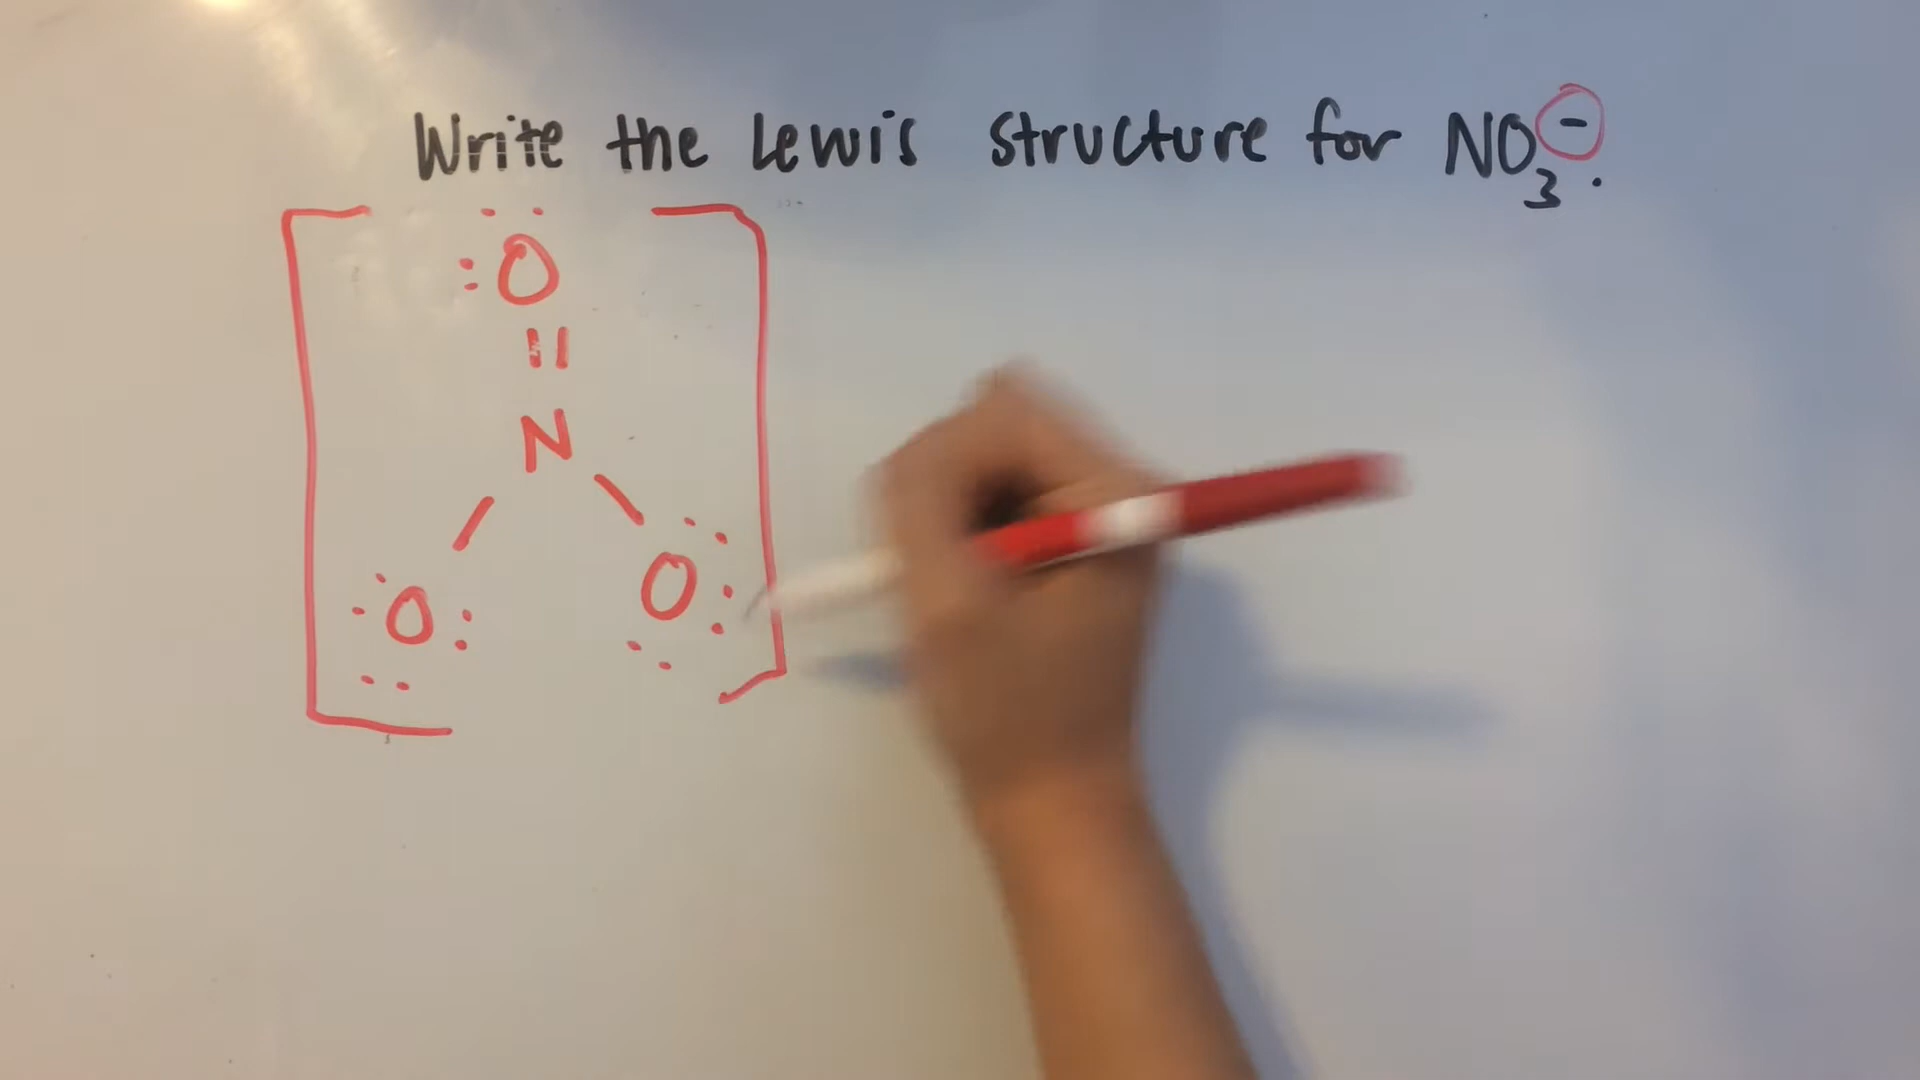 Write the Lewis structure for NO₃⁻.
O
N
O O